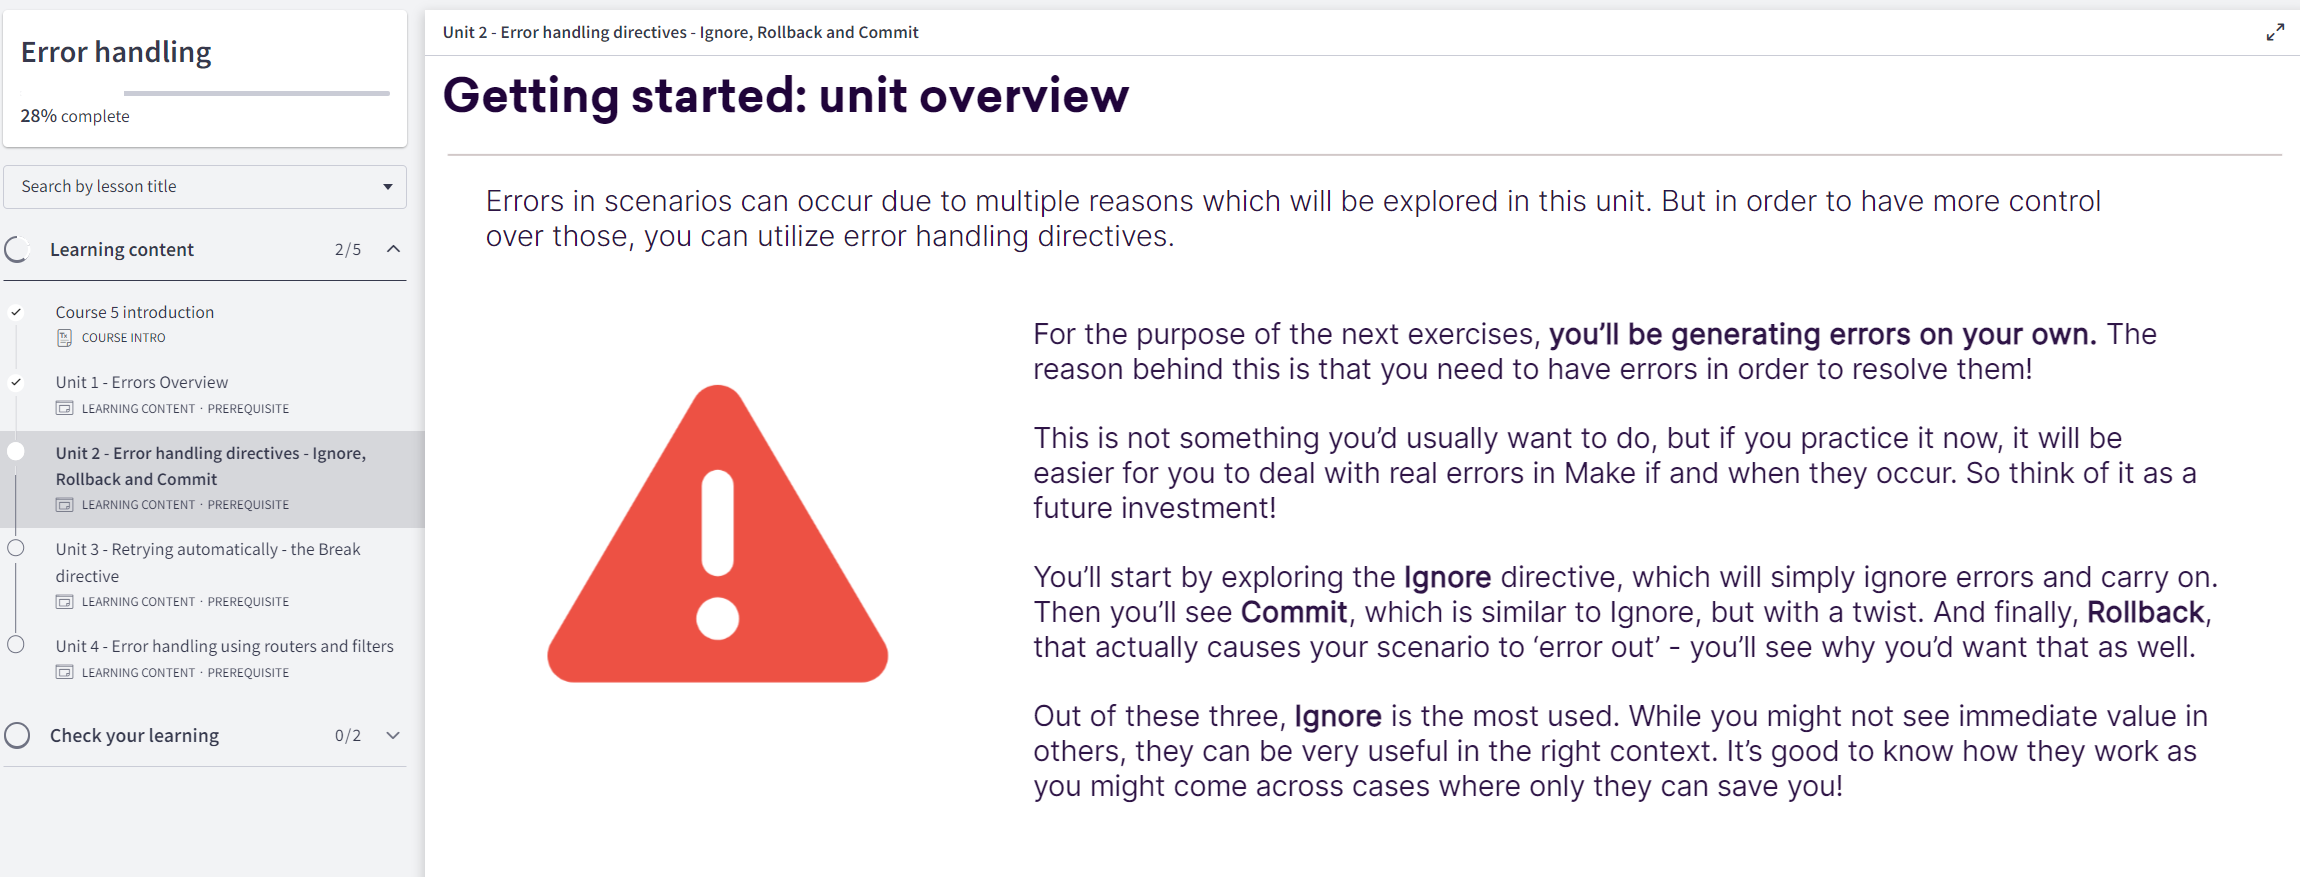 Error handling
28% complete
Search by lesson title
Learning content 2/5
Course 5 introduction
COURSE INTRO
Unit 1 - Errors Overview
LEARNING CONTENT · PREREQUISITE
Unit 2 - Error handling directives - Ignore,
Rollback and Commit
LEARNING CONTENT · PREREQUISITE
Unit 3 - Retrying automatically - the Break
directive
LEARNING CONTENT · PREREQUISITE
Unit 4 - Error handling using routers and filters
LEARNING CONTENT · PREREQUISITE
Check your learning 0/2
Unit 2 - Error handling directives - Ignore, Rollback and Commit
Getting started: unit overview
Errors in scenarios can occur due to multiple reasons which will be explored in this unit. But in order to have more control
over those, you can utilize error handling directives.
For the purpose of the next exercises, you’ll be generating errors on your own. The
reason behind this is that you need to have errors in order to resolve them!
This is not something you’d usually want to do, but if you practice it now, it will be
easier for you to deal with real errors in Make if and when they occur. So think of it as a
future investment!
You’ll start by exploring the Ignore directive, which will simply ignore errors and carry on.
Then you’ll see Commit, which is similar to Ignore, but with a twist. And finally, Rollback,
that actually causes your scenario to ‘error out’ - you’ll see why you’d want that as well.
Out of these three, Ignore is the most used. While you might not see immediate value in
others, they can be very useful in the right context. It’s good to know how they work as
you might come across cases where only they can save you!